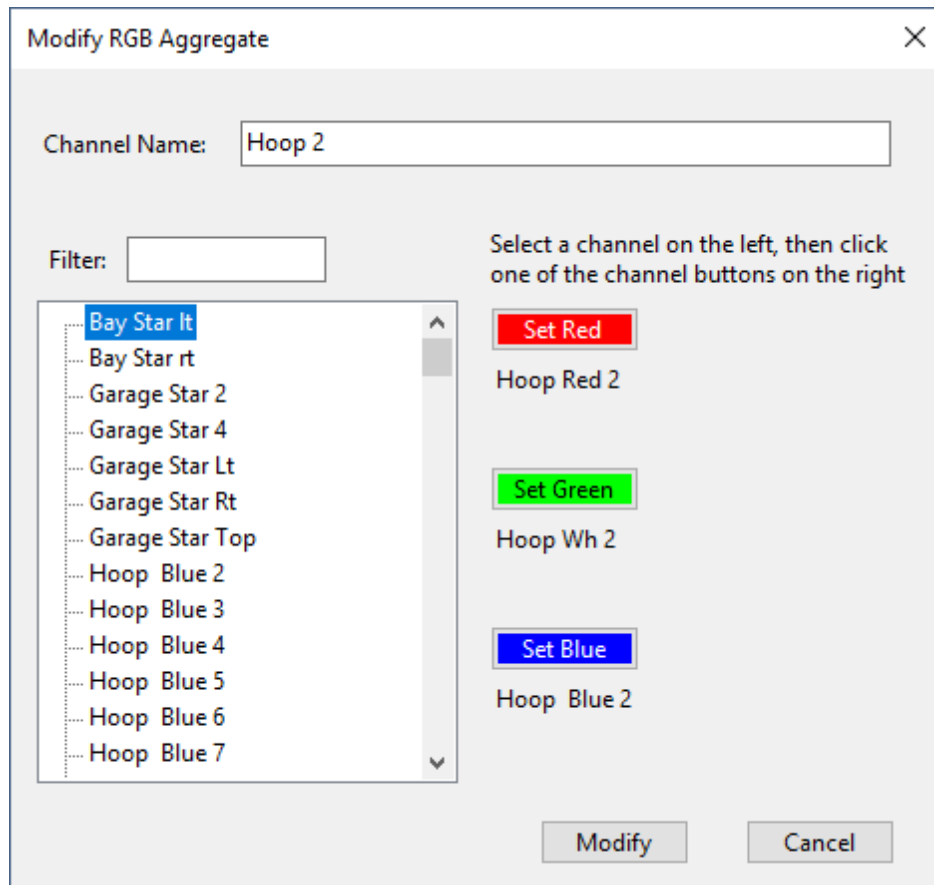 Modify RGB Aggregate
Channel Name: Hoop 2
Filter:
Select a channel on the left, then click
one of the channel buttons on the right
Bay Star lt
Bay Star rt
Garage Star 2
Garage Star 4
Garage Star Lt
Garage Star Rt
Garage Star Top
Hoop  Blue 2
Hoop  Blue 3
Hoop  Blue 4
Hoop  Blue 5
Hoop  Blue 6
Hoop  Blue 7
Set Red
Hoop Red 2
Set Green
Hoop Wh 2
Set Blue
Hoop  Blue 2
Modify
Cancel